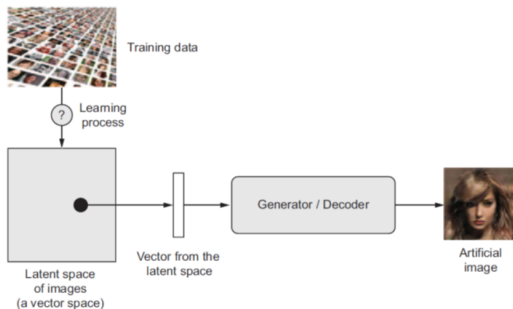 Training data
?
Learning
process
Generator / Decoder
Vector from the
latent space
Latent space
of images
(a vector space)
Artificial
image